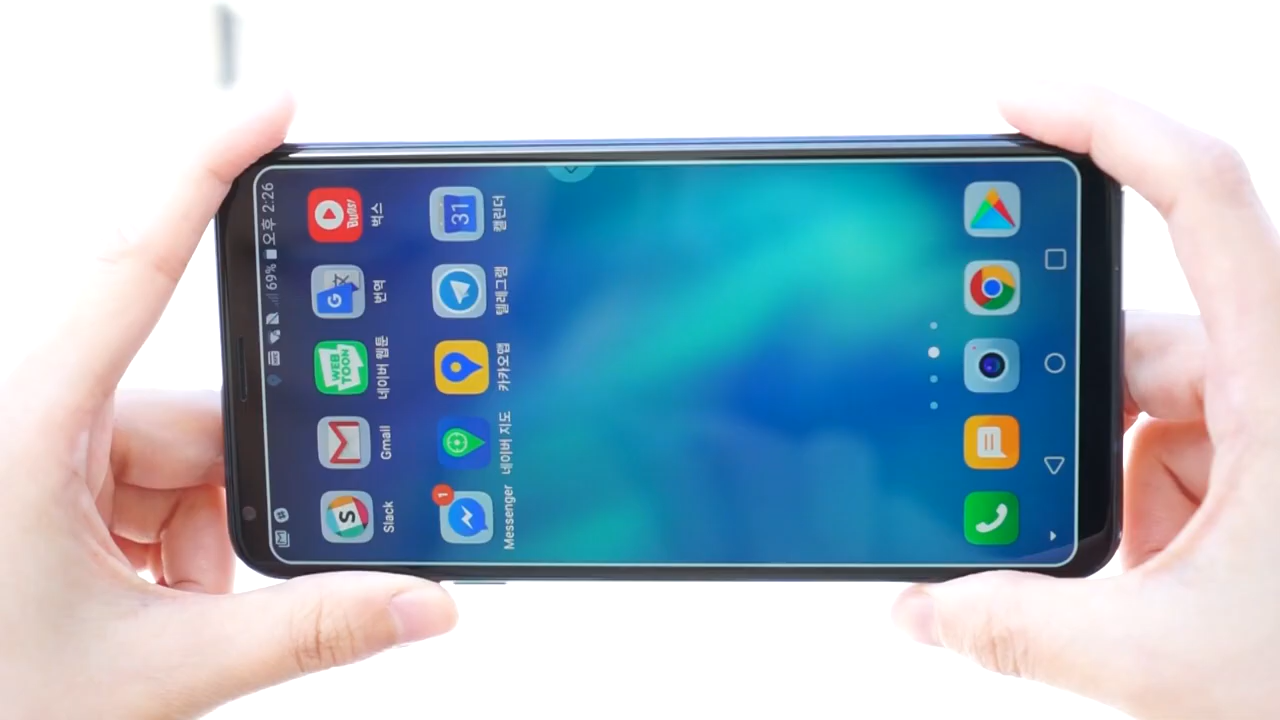 69% 오후 2:26
S
WEB
TOON
G
Bugs!
Slack
Gmail
네이버 웹툰
번역
벅스
1
31
Messenger
네이버 지도
카카오맵
텔레그램
캘린더